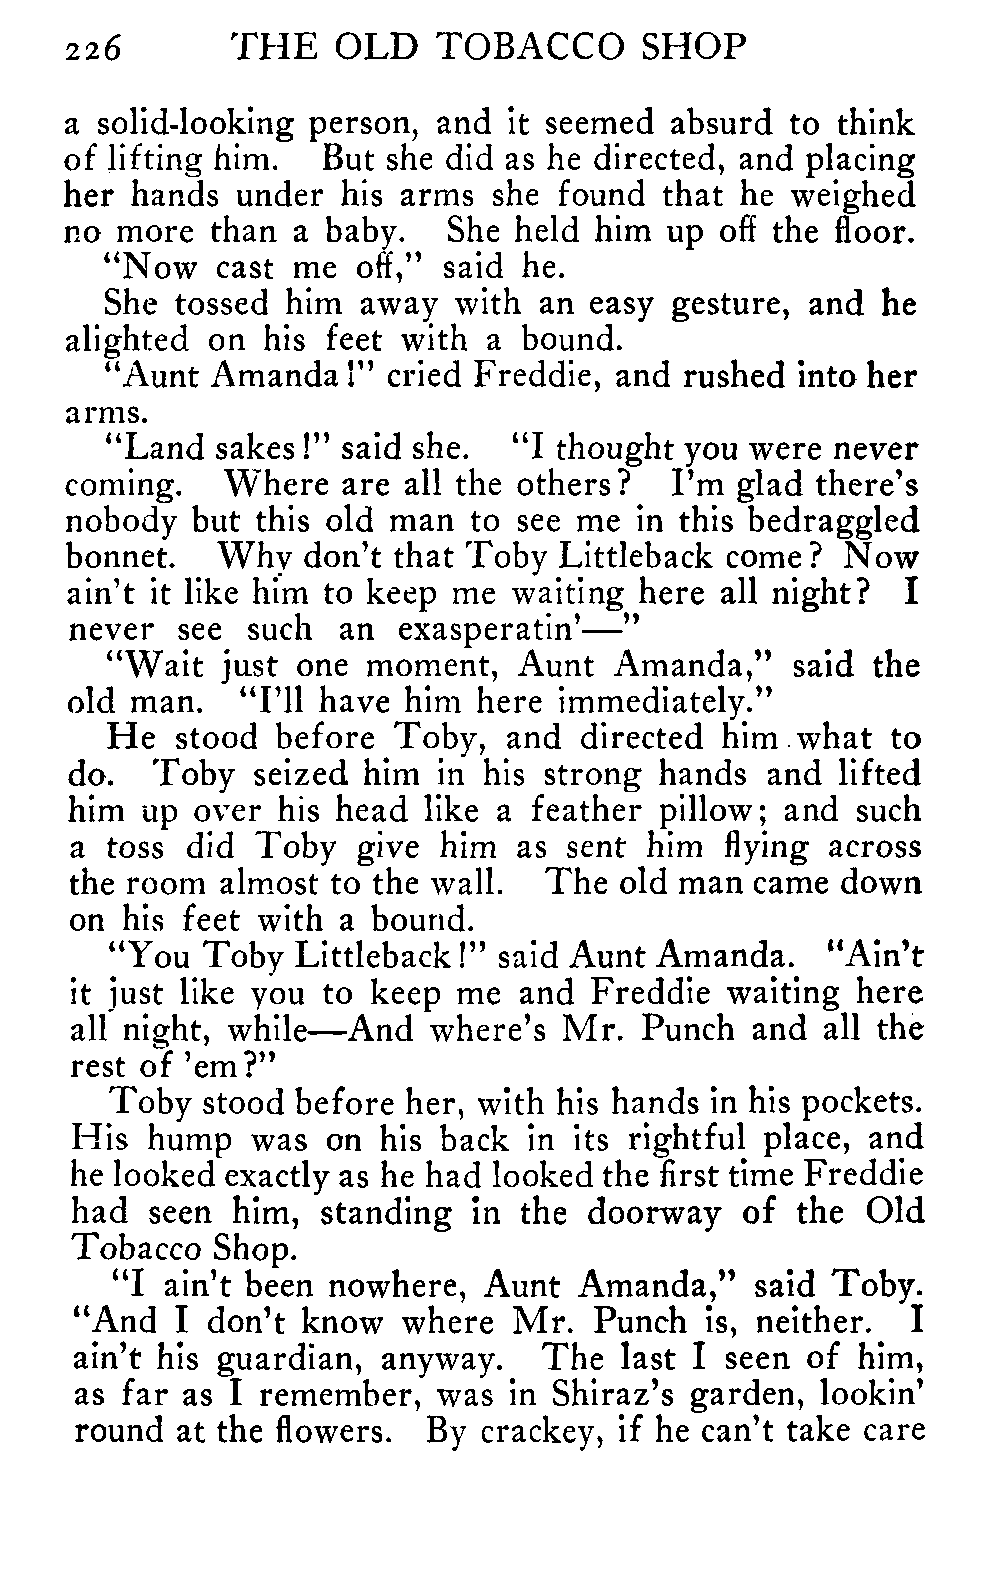 226 THE OLD TOBACCO SHOP
a solid-looking person, and it seemed absurd to think
of lifting him. But she did as he directed, and placing
her hands under his arms she found that he weighed
no more than a baby. She held him up off the floor.
"Now cast me off," said he.
She tossed him away with an easy gesture, and he
alighted on his feet with a bound.
"Aunt Amanda!" cried Freddie, and rushed into her
arms.
"Land sakes!" said she. "I thought you were never
coming. Where are all the others? I'm glad there's
nobody but this old man to see me in this bedraggled
bonnet. Why don't that Toby Littleback come? Now
ain't it like him to keep me waiting here all night? I
never see such an exasperatin'—"
"Wait just one moment, Aunt Amanda," said the
old man. "I'll have him here immediately."
He stood before Toby, and directed him what to
do. Toby seized him in his strong hands and lifted
him up over his head like a feather pillow; and such
a toss did Toby give him as sent him flying across
the room almost to the wall. The old man came down
on his feet with a bound.
"You Toby Littleback!" said Aunt Amanda. "Ain't
it just like you to keep me and Freddie waiting here
all night, while—And where's Mr. Punch and all the
rest of 'em?"
Toby stood before her, with his hands in his pockets.
His hump was on his back in its rightful place, and
he looked exactly as he had looked the first time Freddie
had seen him, standing in the doorway of the Old
Tobacco Shop.
"I ain't been nowhere, Aunt Amanda," said Toby.
"And I don't know where Mr. Punch is, neither. I
ain't his guardian, anyway. The last I seen of him,
as far as I remember, was in Shiraz's garden, lookin'
round at the flowers. By crackey, if he can't take care